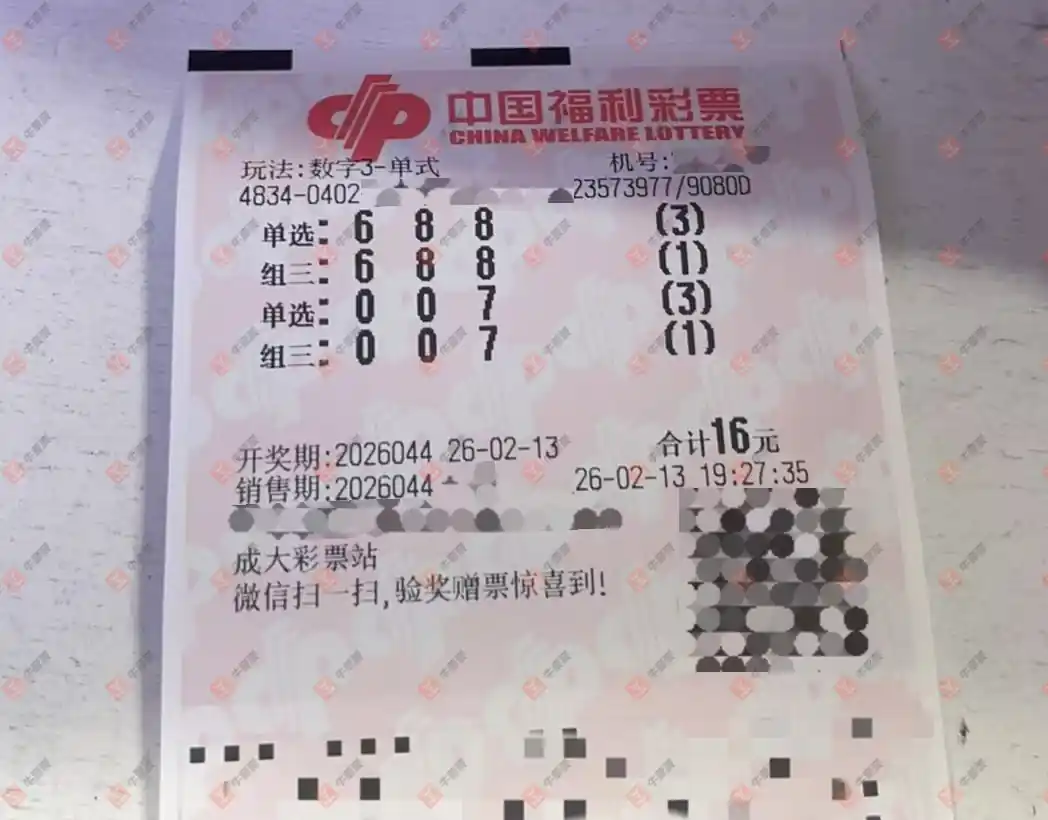 中国福利彩票
CHINA WELFARE LOTTERY
玩法:数字3-单式 机号:
4834-0402 23573977/9080D
单选: 6 8 8 (3)
组三: 6 8 8 (1)
单选: 0 0 7 (3)
组三: 0 0 7 (1)
开奖期:2026044 26-02-13 合计16元
销售期:2026044 26-02-13 19:27:35
成大彩票站
微信扫一扫,验奖赠票惊喜到!